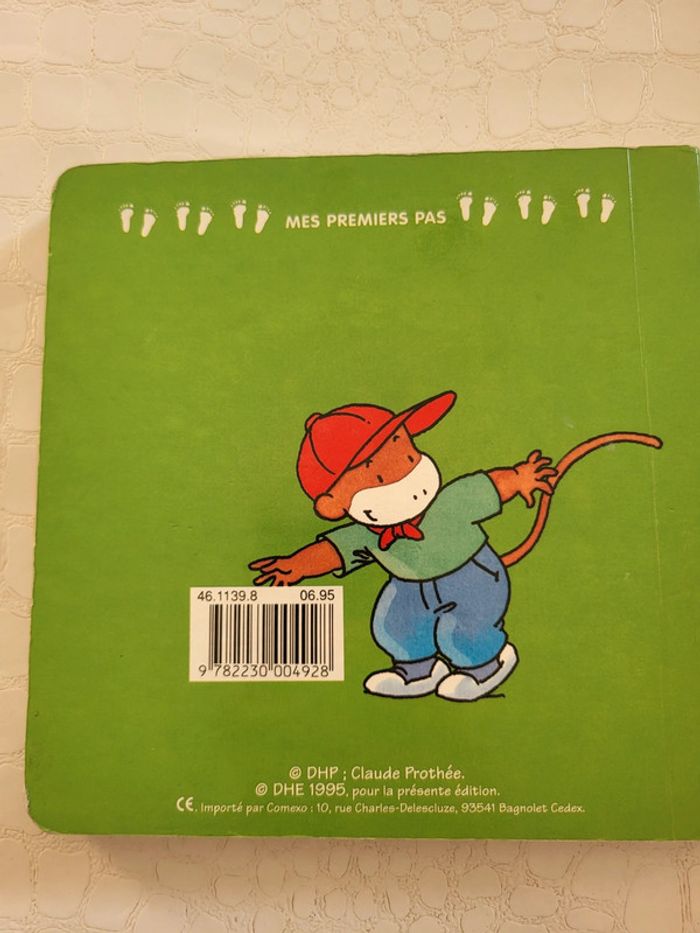 MES PREMIERS PAS
46.1139.8 06.95
9 782230 004928
© DHP ; Claude Prothée.
© DHE 1995, pour la présente édition.
CE. Importé par Comexo : 10, rue Charles-Delescluze, 93541 Bagnolet Cedex.